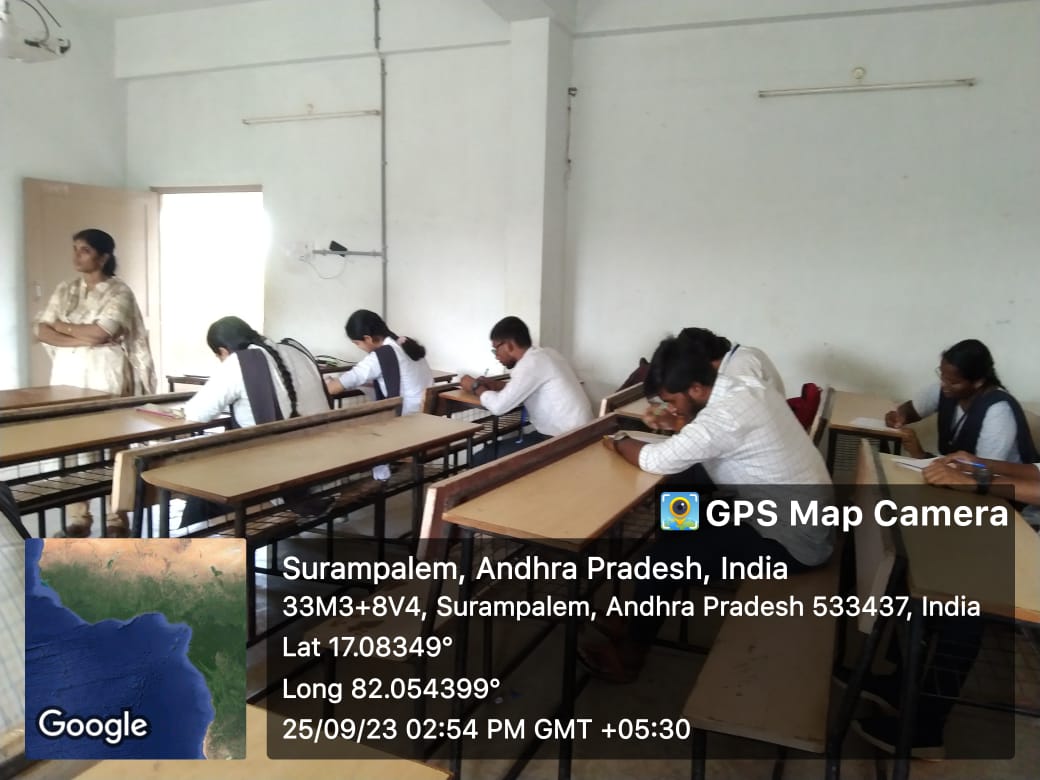 GPS Map Camera
Surampalem, Andhra Pradesh, India
33M3+8V4, Surampalem, Andhra Pradesh 533437, India
Lat 17.08349°
Long 82.054399°
25/09/23 02:54 PM GMT +05:30
Google